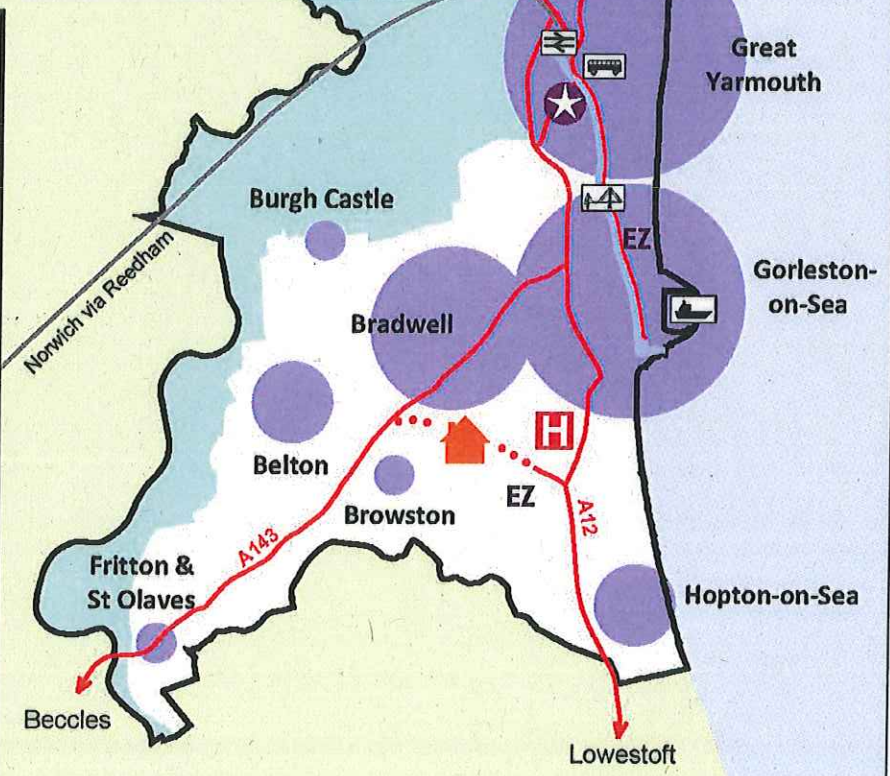 Great
Yarmouth
Burgh Castle
EZ
Norwich via Reedham
Gorleston-
on-Sea
Bradwell
H
Belton
EZ
A12
Browston
A143
Fritton &
St Olaves
Hopton-on-Sea
Beccles
Lowestoft